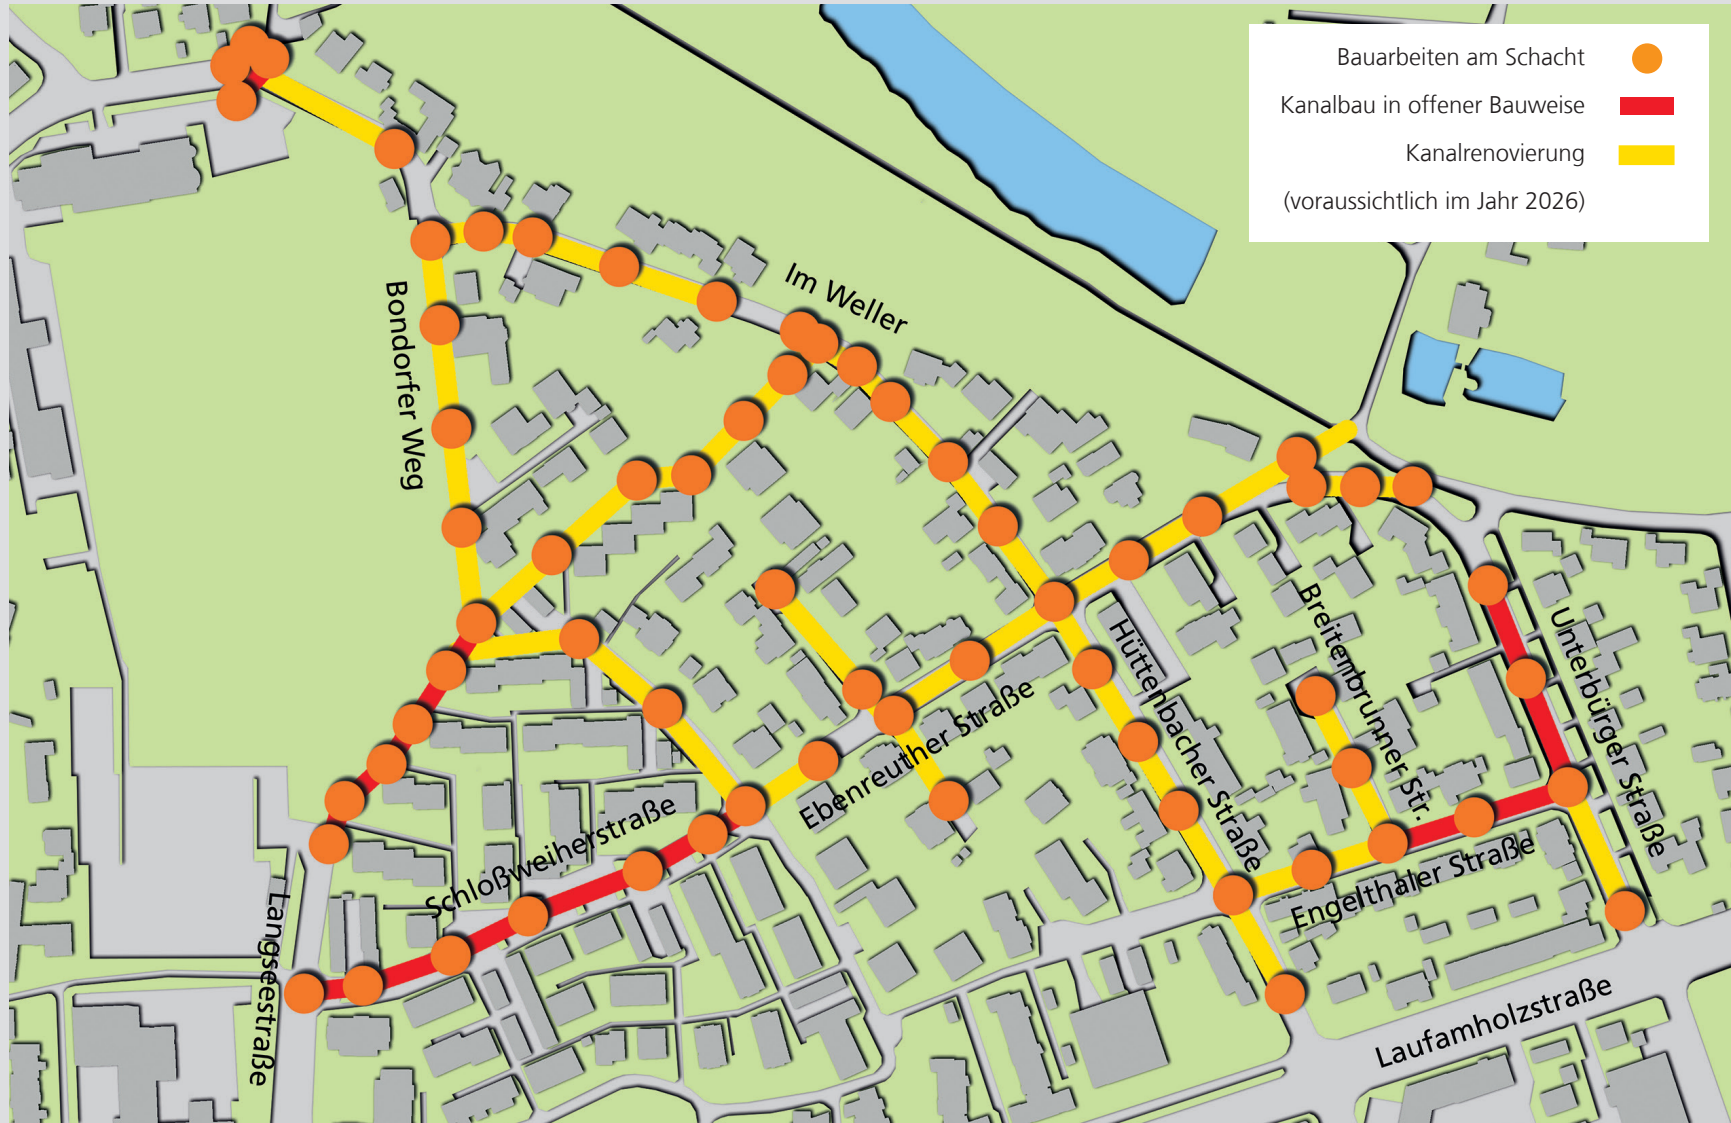 Bauarbeiten am Schacht
Kanalbau in offener Bauweise
Kanalrenovierung
(voraussichtlich im Jahr 2026)
Im Weller
Bondorfer Weg
Breitenbrunner Str.
Unterbürger Straße
Hüttenbacher Straße
Ebenreuther Straße
Schloßweiherstraße
Engelthaler Straße
Langseestraße
Laufamholzstraße